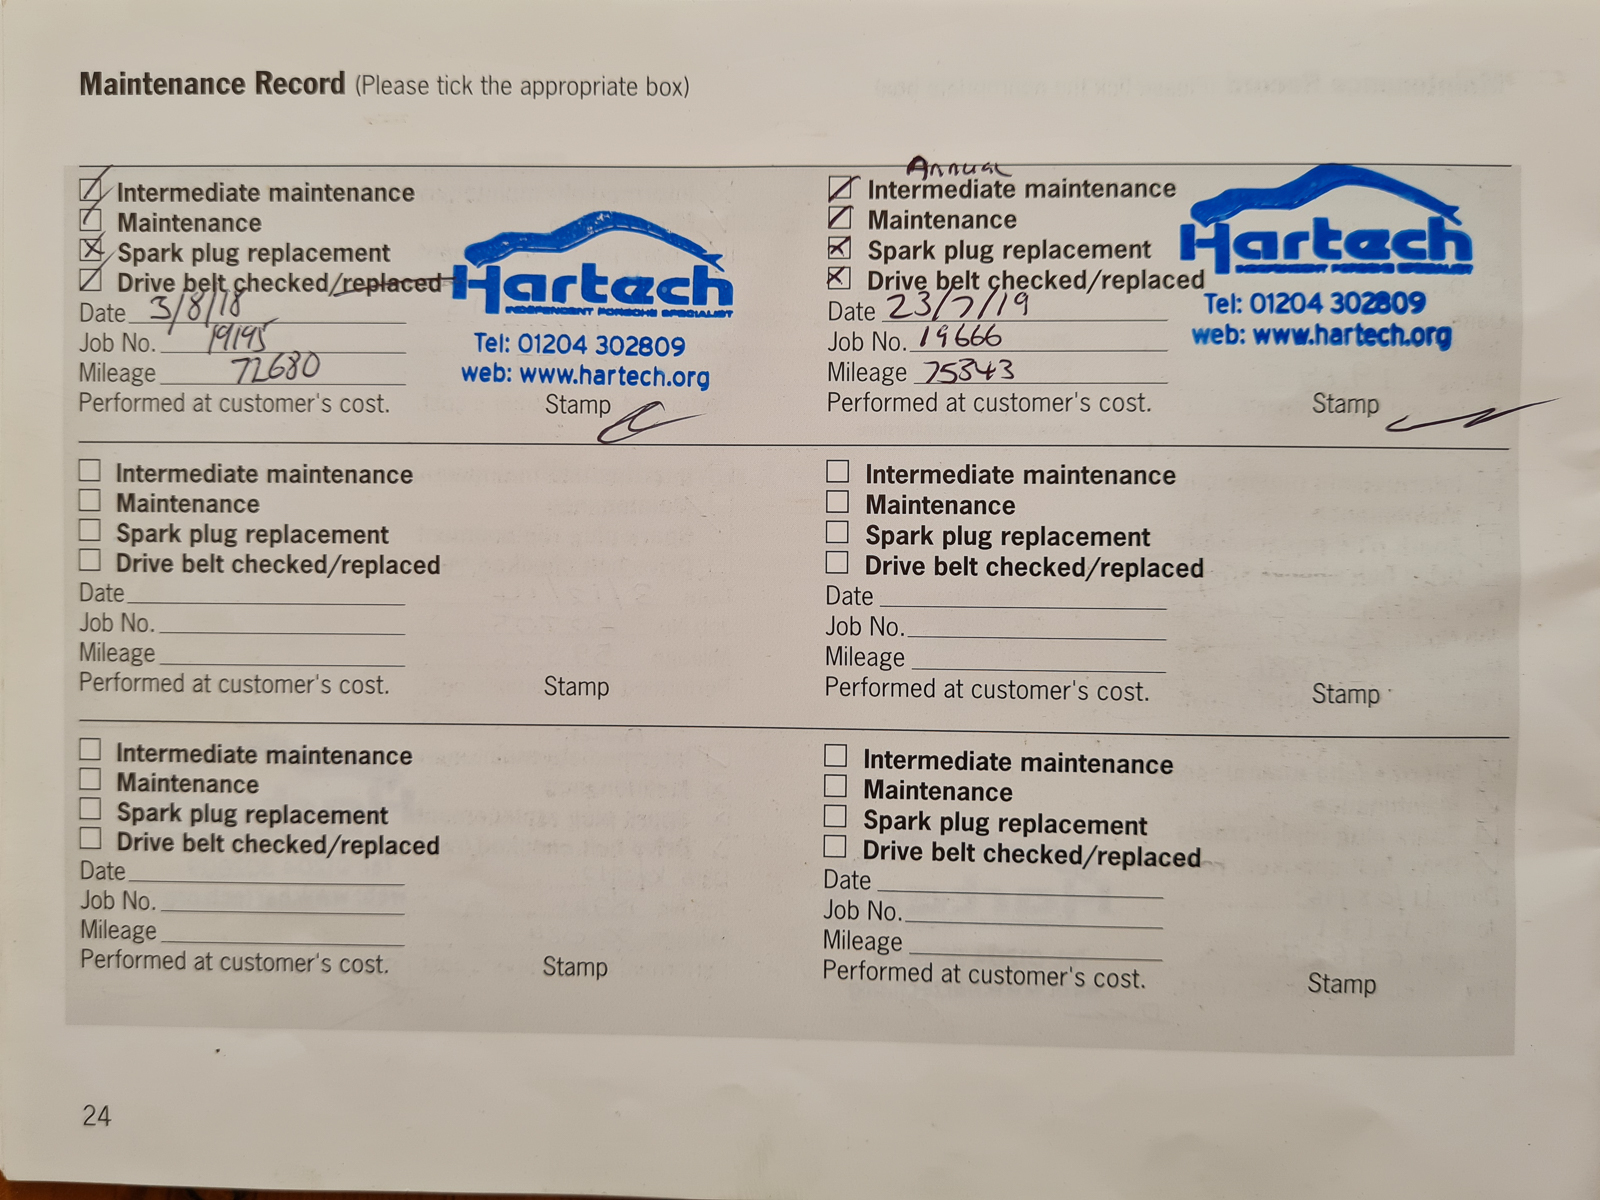 Maintenance Record (Please tick the appropriate box)
Intermediate maintenance
Maintenance
Spark plug replacement
Drive belt checked/replaced
Date 3/8/18
Job No. 19195
Mileage 72680
Performed at customer's cost.
Hartech
INDEPENDENT PORSCHE SPECIALIST
Tel: 01204 302809
web: www.hartech.org
Stamp
Annual
Intermediate maintenance
Maintenance
Spark plug replacement
Drive belt checked/replaced
Date 23/7/19
Job No. 19666
Mileage 75343
Performed at customer's cost.
Hartech
INDEPENDENT PORSCHE SPECIALIST
Tel: 01204 302809
web: www.hartech.org
Stamp
Intermediate maintenance
Maintenance
Spark plug replacement
Drive belt checked/replaced
Date
Job No.
Mileage
Performed at customer's cost.
Stamp
Intermediate maintenance
Maintenance
Spark plug replacement
Drive belt checked/replaced
Date
Job No.
Mileage
Performed at customer's cost.
Stamp
Intermediate maintenance
Maintenance
Spark plug replacement
Drive belt checked/replaced
Date
Job No.
Mileage
Performed at customer's cost.
Stamp
Intermediate maintenance
Maintenance
Spark plug replacement
Drive belt checked/replaced
Date
Job No.
Mileage
Performed at customer's cost.
Stamp
24